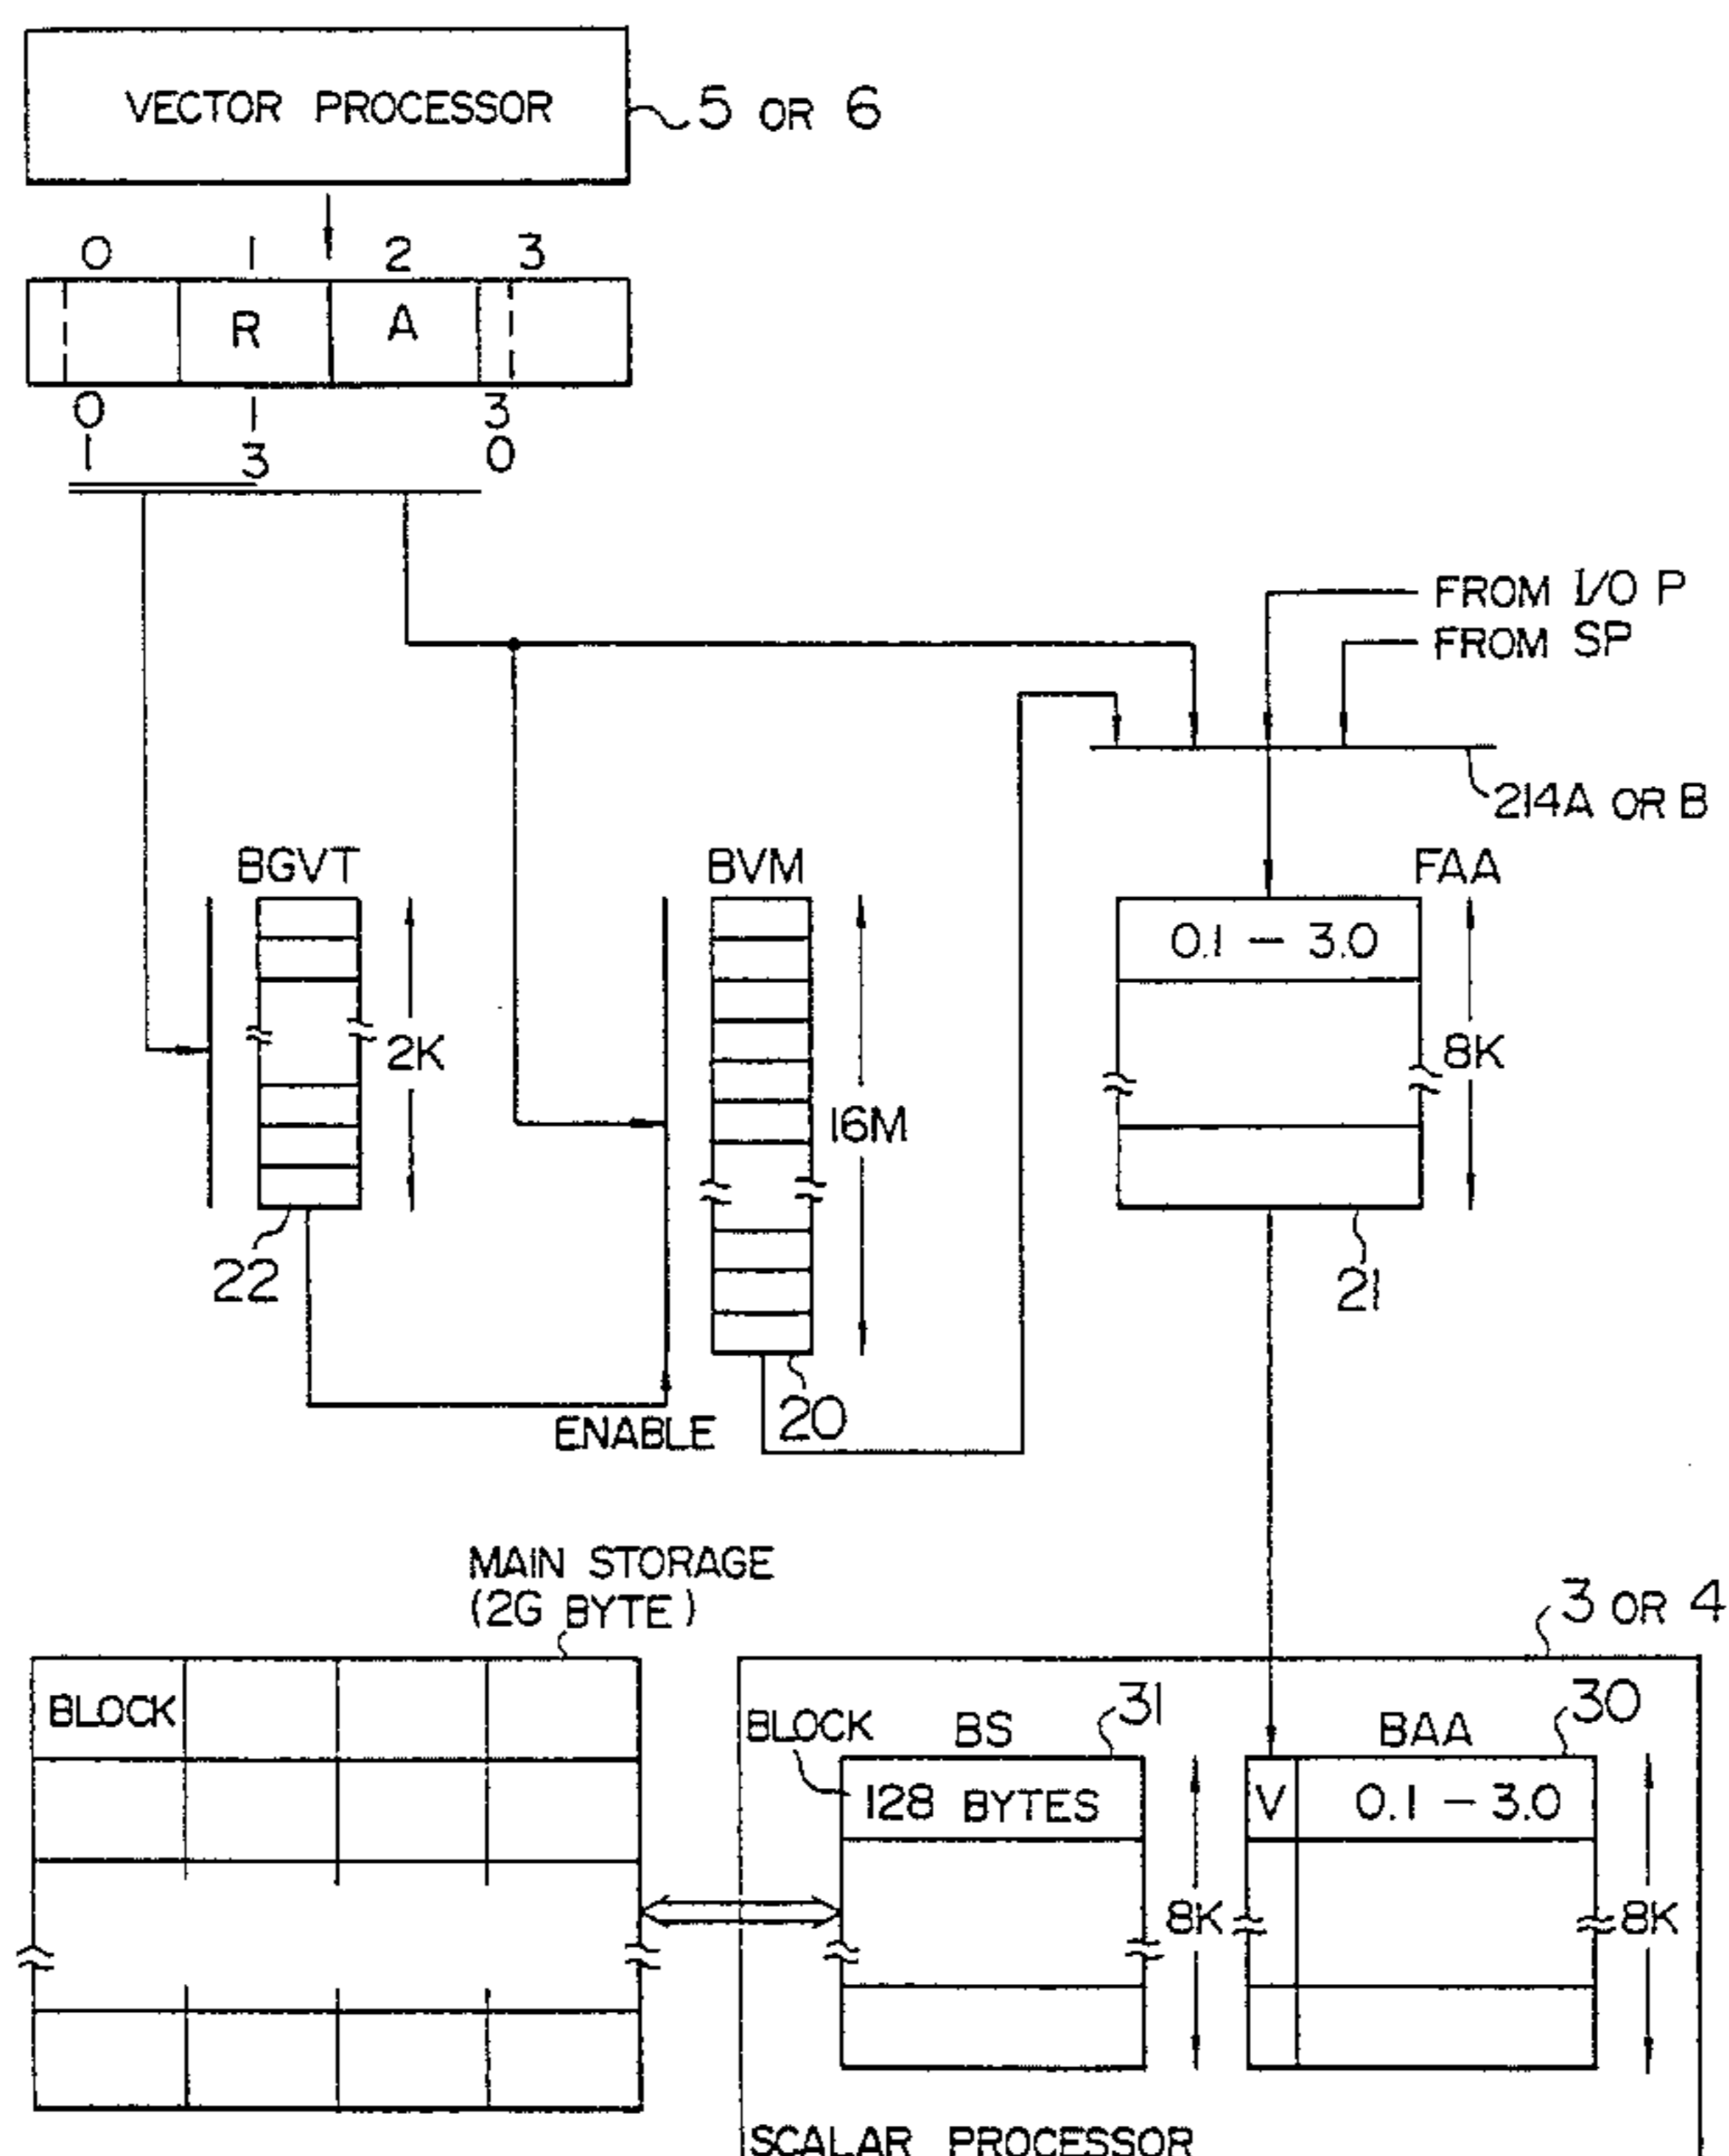 VECTOR PROCESSOR
5 OR 6
0 1 2 3
R A
0 1 3
1 3 0
FROM I/O P
FROM SP
214A OR B
BGVT
BVM
FAA
0.1 - 3.0
2K
8K
16M
22
21
20
ENABLE
MAIN STORAGE
(2G BYTE)
3 OR 4
BLOCK
BLOCK
BS
31
BAA
30
128 BYTES
V
0.1 - 3.0
8K
8K
SCALAR PROCESSOR